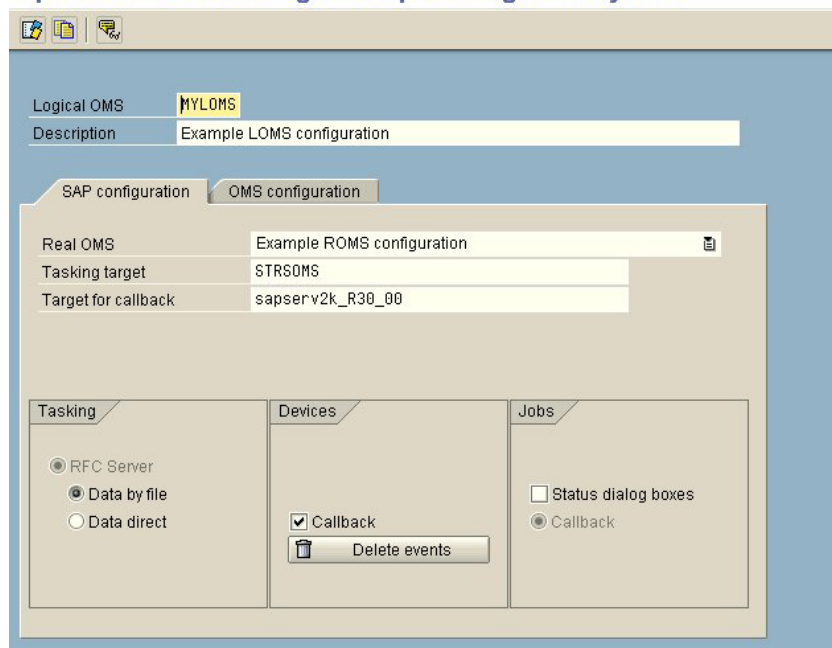 Logical OMS MYLOMS
Description Example LOMS configuration
SAP configuration OMS configuration
Real OMS Example ROMS configuration
Tasking target STRSOMS
Target for callback sapserv2k_R30_00
Tasking Devices Jobs
RFC Server
Data by file Status dialog boxes
Data direct Callback Callback
Delete events